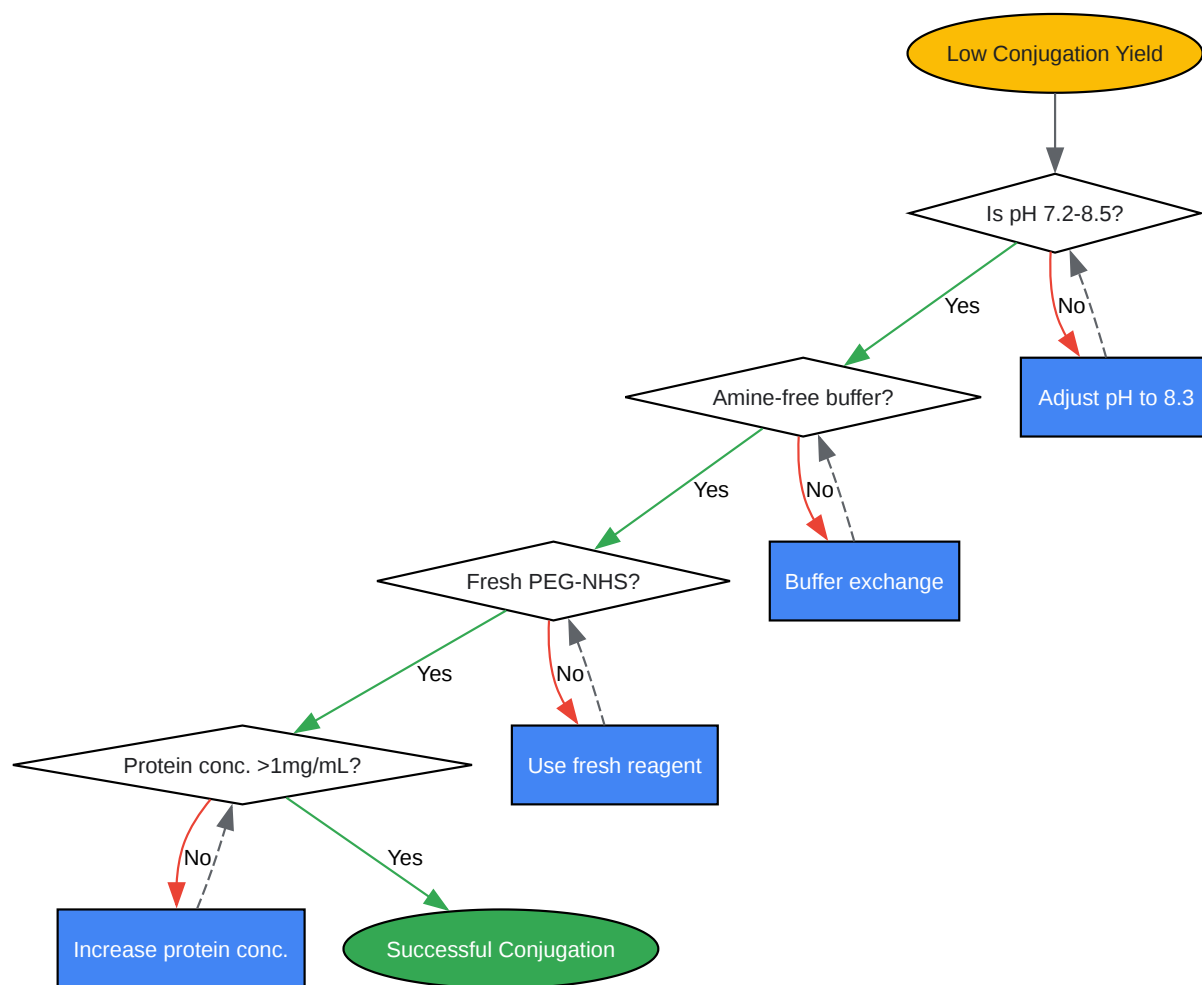 Low Conjugation Yield
Is pH 7.2-8.5?
Yes
No
Adjust pH to 8.3
Amine-free buffer?
Yes
No
Buffer exchange
Fresh PEG-NHS?
Yes
No
Use fresh reagent
Protein conc. >1mg/mL?
No
Yes
Increase protein conc.
Successful Conjugation